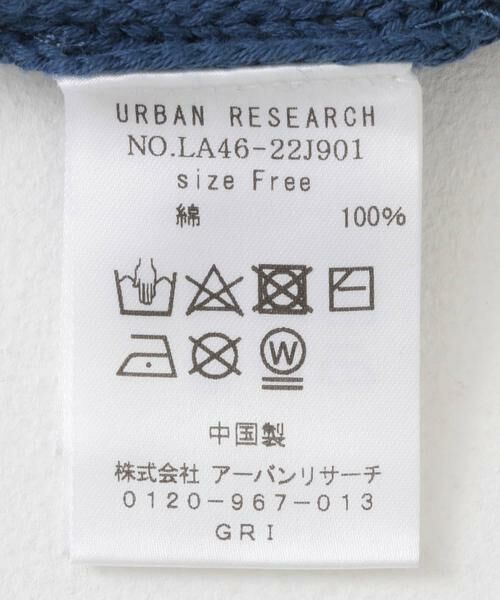 URBAN RESEARCH
NO.LA46-22J901
size Free
綿 100%
W
中国製
株式会社 アーバンリサーチ
0120-967-013
GRI